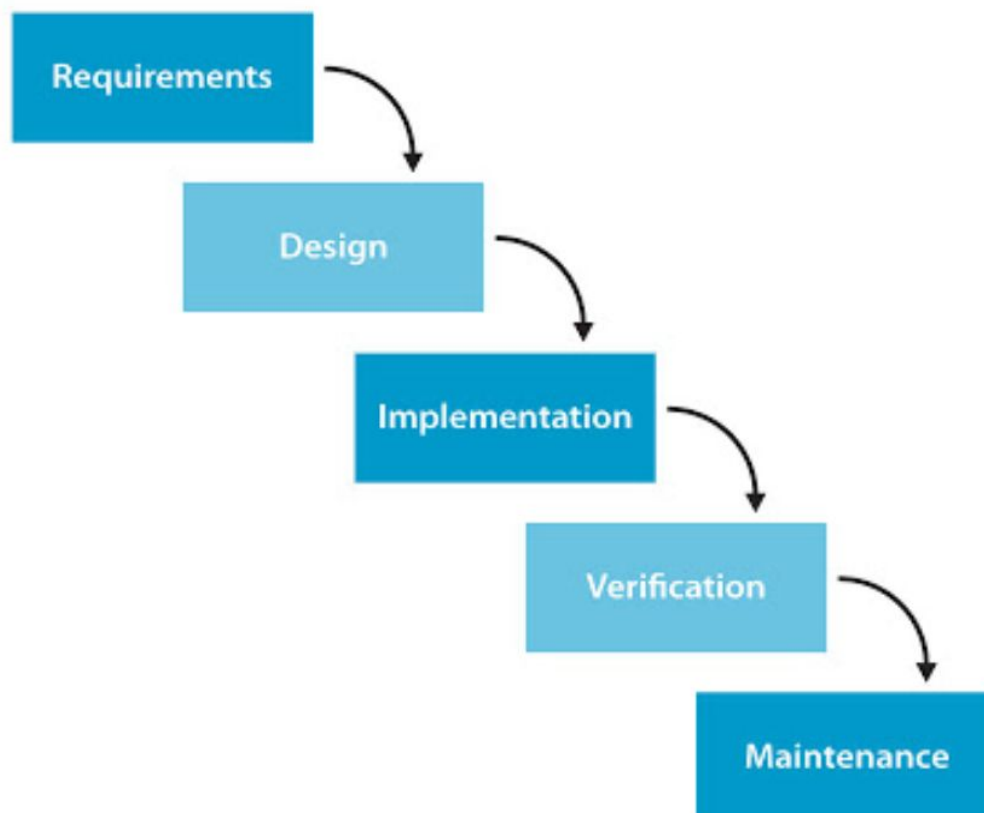 Requirements
Design
Implementation
Verification
Maintenance